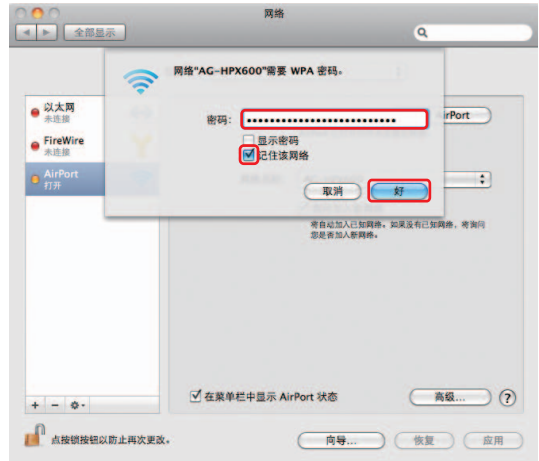 网络
全部显示
网络"AG-HPX600"需要 WPA 密码。
密码：
显示密码
记住该网络
取消
好
以太网
未连接
FireWire
未连接
AirPort
打开
rPort
将自动加入已知网络。如果没有已知网络，将询问
您是否加入新网络。
在菜单栏中显示 AirPort 状态
高级...
?
点按锁按钮以防止再次更改。
向导...
恢复
应用